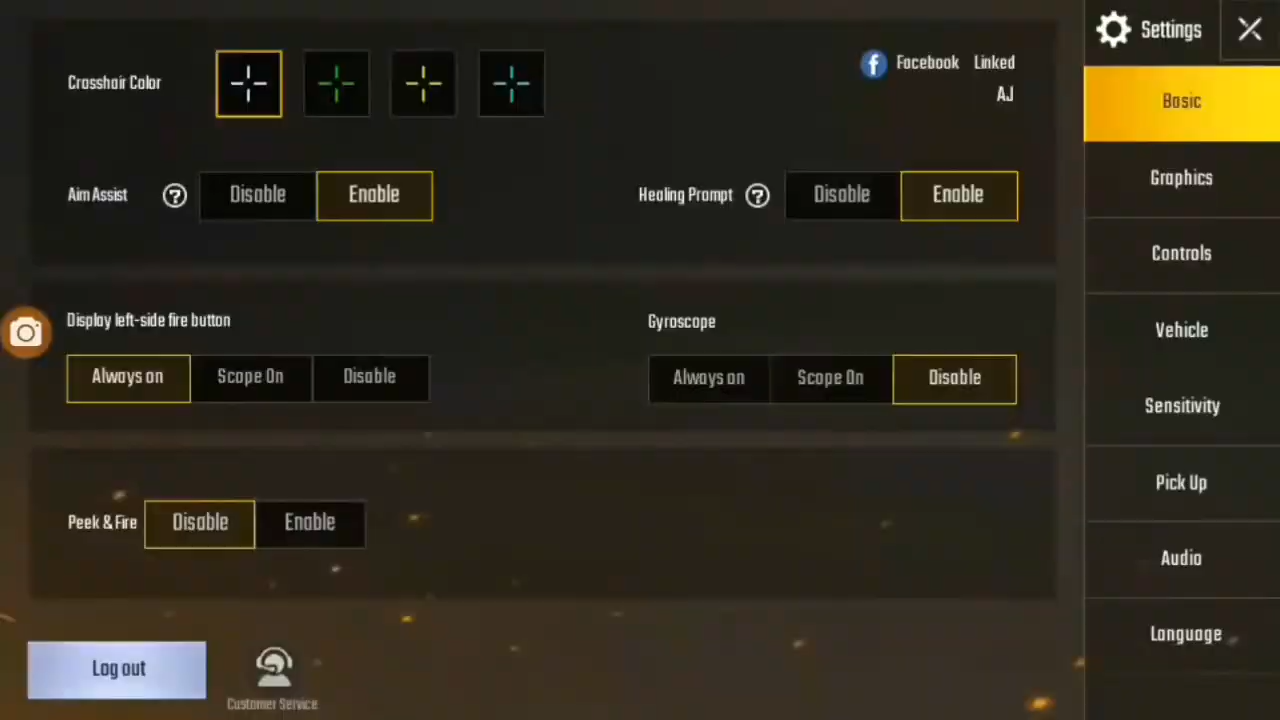 Settings
Crosshair Color
Facebook Linked
AJ
Basic
Aim Assist ? Disable Enable
Healing Prompt ? Disable Enable
Graphics
Controls
Display left-side fire button
Gyroscope
Vehicle
Always on Scope On Disable
Always on Scope On Disable
Sensitivity
Pick Up
Peek & Fire Disable Enable
Audio
Language
Log out
Customer Service